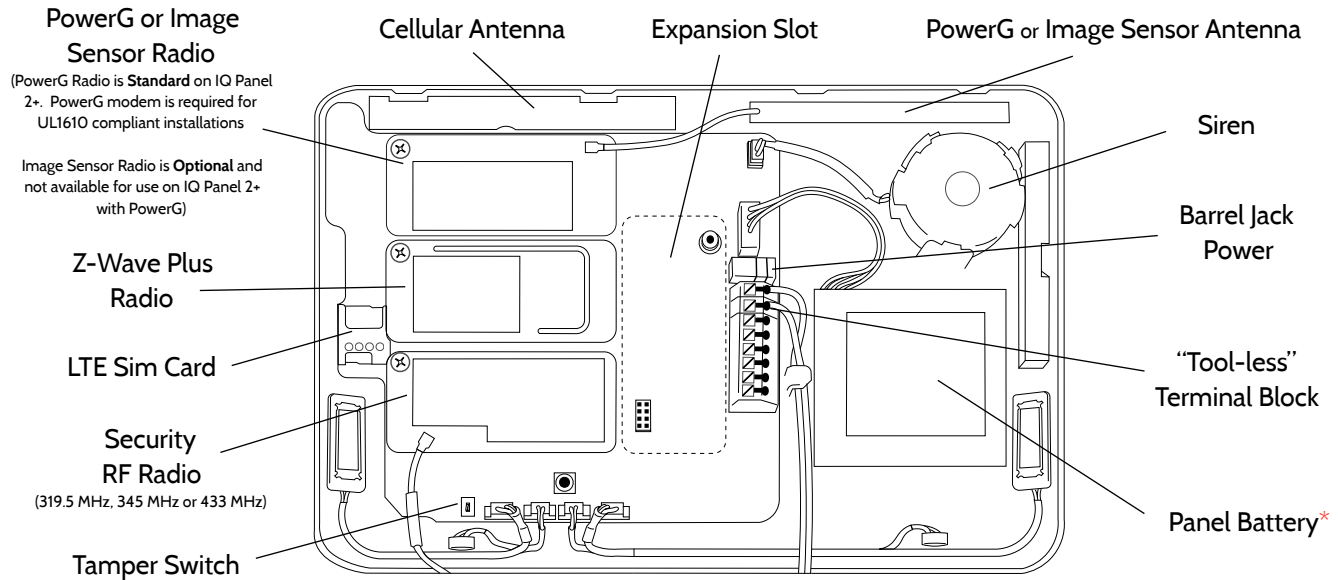 PowerG or Image
Sensor Radio
(PowerG Radio is Standard on IQ Panel
2+. PowerG modem is required for
UL1610 compliant installations
Image Sensor Radio is Optional and
not available for use on IQ Panel 2+
with PowerG)
Cellular Antenna
Expansion Slot
PowerG or Image Sensor Antenna
Siren
Barrel Jack
Power
Z-Wave Plus
Radio
LTE Sim Card
"Tool-less"
Terminal Block
Security
RF Radio
(319.5 MHz, 345 MHz or 433 MHz)
Panel Battery*
Tamper Switch